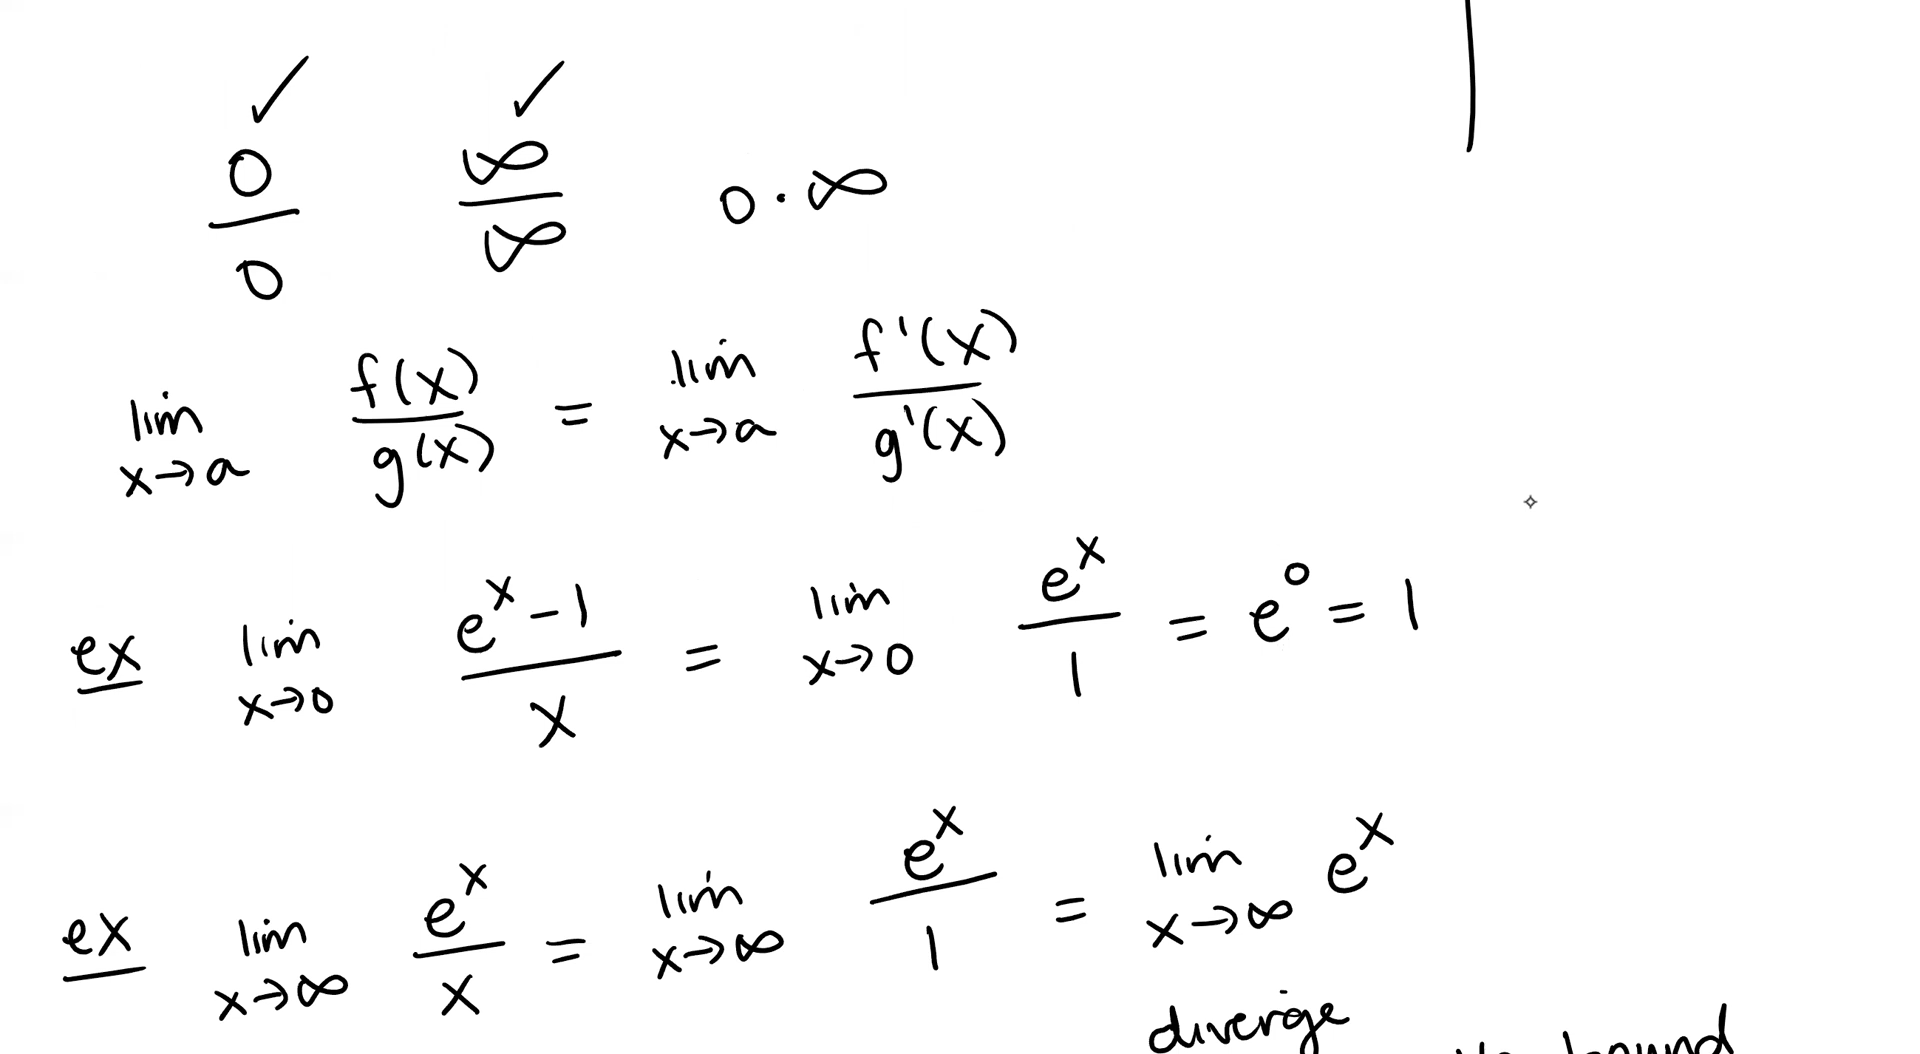 ✓ ✓
0/0 ∞/∞ 0·∞
lim x→a f(x)/g(x) = lim x→a f'(x)/g'(x)
ex lim x→0 (e^x - 1)/x = lim x→0 e^x/1 = e^0 = 1
ex lim x→∞ e^x/x = lim x→∞ e^x/1 = lim x→∞ e^x
diverge
bound